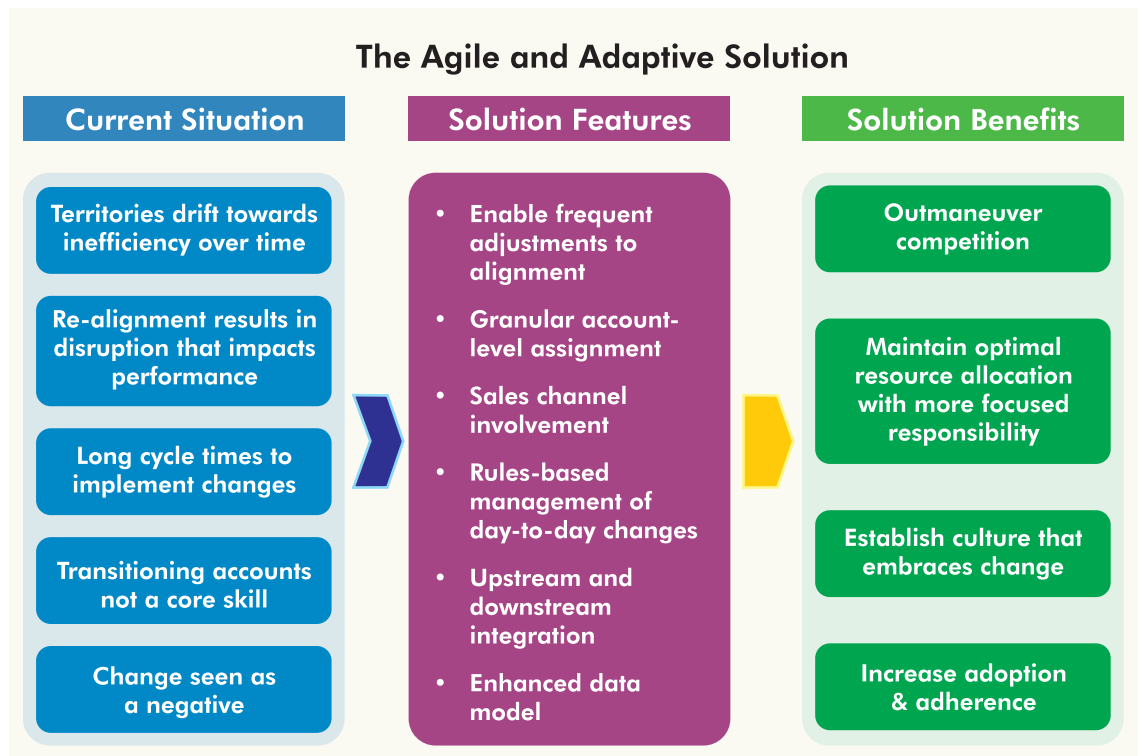 The Agile and Adaptive Solution
Current Situation
Territories drift towards
inefficiency over time
Re-alignment results in
disruption that impacts
performance
Long cycle times to
implement changes
Transitioning accounts
not a core skill
Change seen as
a negative
Solution Features
• Enable frequent
adjustments to
alignment
• Granular account-
level assignment
• Sales channel
involvement
• Rules-based
management of
day-to-day changes
• Upstream and
downstream
integration
• Enhanced data
model
Solution Benefits
Outmaneuver
competition
Maintain optimal
resource allocation
with more focused
responsibility
Establish culture that
embraces change
Increase adoption
& adherence